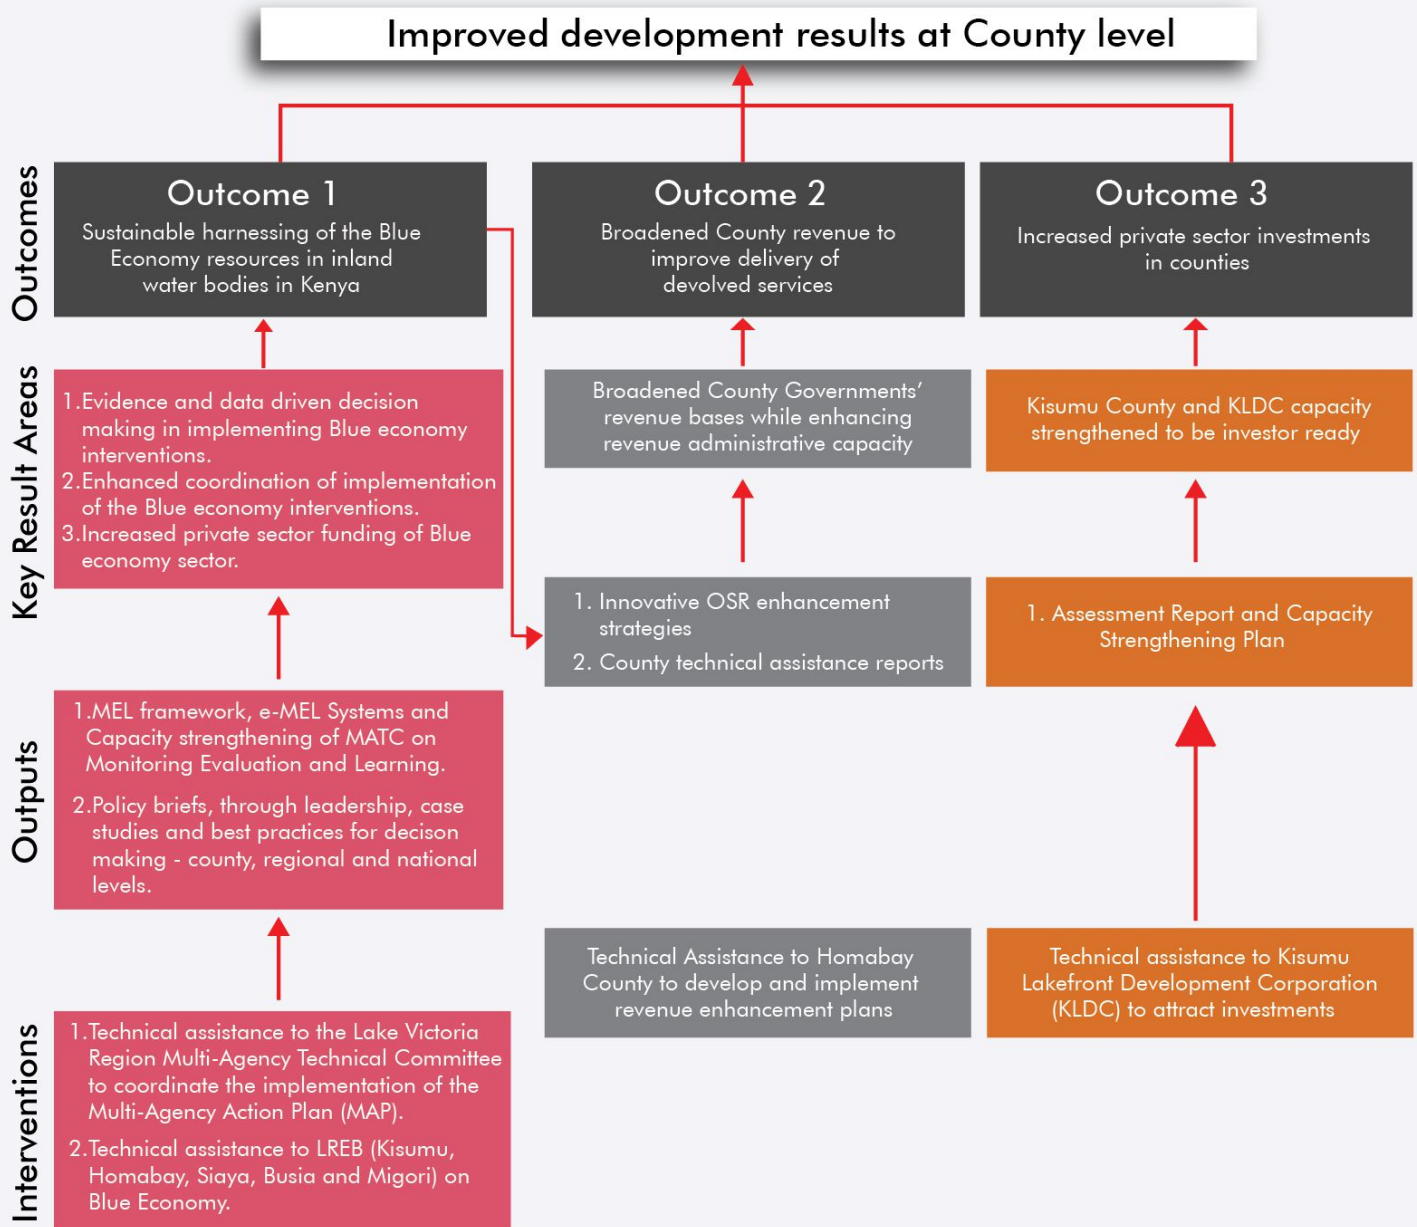 Improved development results at County level
Outcomes
Outcome 1
Sustainable harnessing of the Blue
Economy resources in inland
water bodies in Kenya
Outcome 2
Broadened County revenue to
improve delivery of
devolved services
Outcome 3
Increased private sector investments
in counties
Key Result Areas
1.Evidence and data driven decision
making in implementing Blue economy
interventions.
2.Enhanced coordination of implementation
of the Blue economy interventions.
3.Increased private sector funding of Blue
economy sector.
Broadened County Governments’
revenue bases while enhancing
revenue administrative capacity
Kisumu County and KLDC capacity
strengthened to be investor ready
1. Innovative OSR enhancement
strategies
2. County technical assistance reports
1. Assessment Report and Capacity
Strengthening Plan
Outputs
1.MEL framework, e-MEL Systems and
Capacity strengthening of MATC on
Monitoring Evaluation and Learning.
2.Policy briefs, through leadership, case
studies and best practices for decison
making - county, regional and national
levels.
Technical Assistance to Homabay
County to develop and implement
revenue enhancement plans
Technical assistance to Kisumu
Lakefront Development Corporation
(KLDC) to attract investments
Interventions
1.Technical assistance to the Lake Victoria
Region Multi-Agency Technical Committee
to coordinate the implementation of the
Multi-Agency Action Plan (MAP).
2.Technical assistance to LREB (Kisumu,
Homabay, Siaya, Busia and Migori) on
Blue Economy.